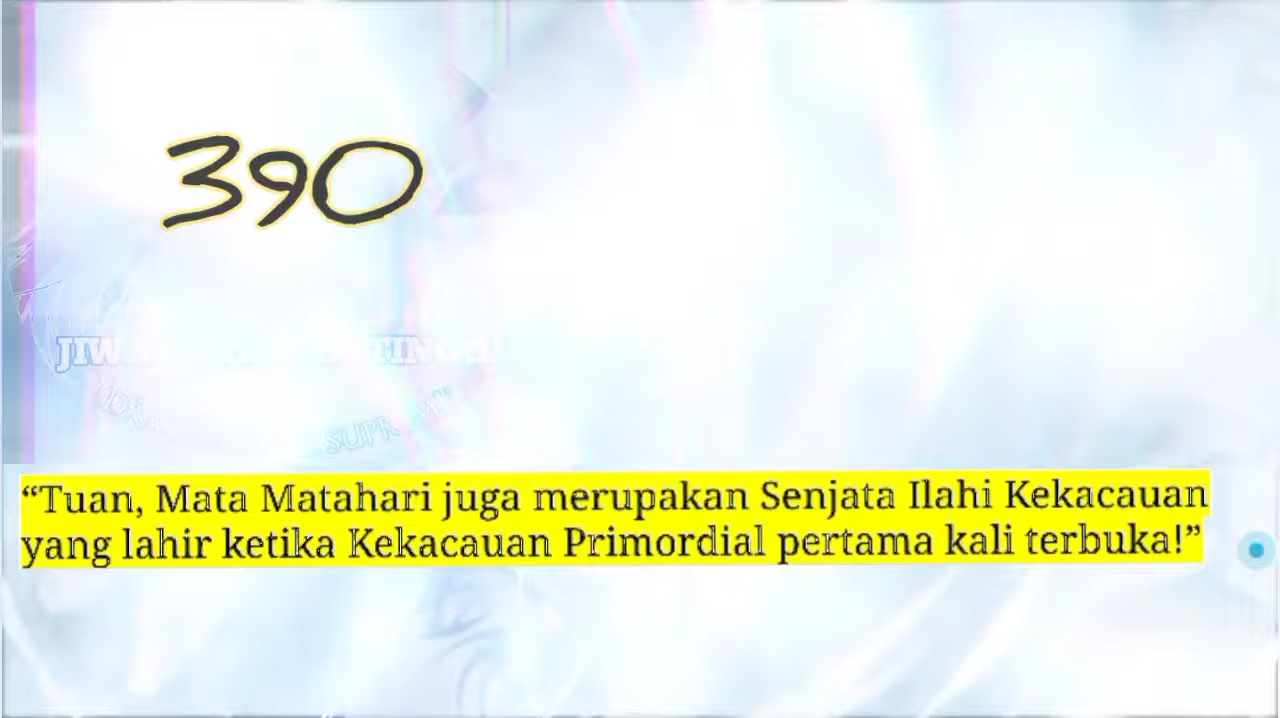 390
“Tuan, Mata Matahari juga merupakan Senjata Ilahi Kekacauan
yang lahir ketika Kekacauan Primordial pertama kali terbuka!”